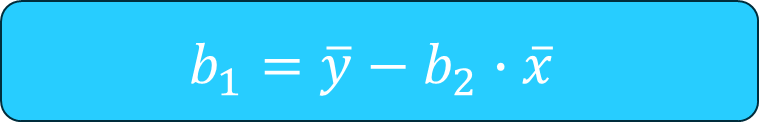 b₁ = ȳ − b₂ · x̄